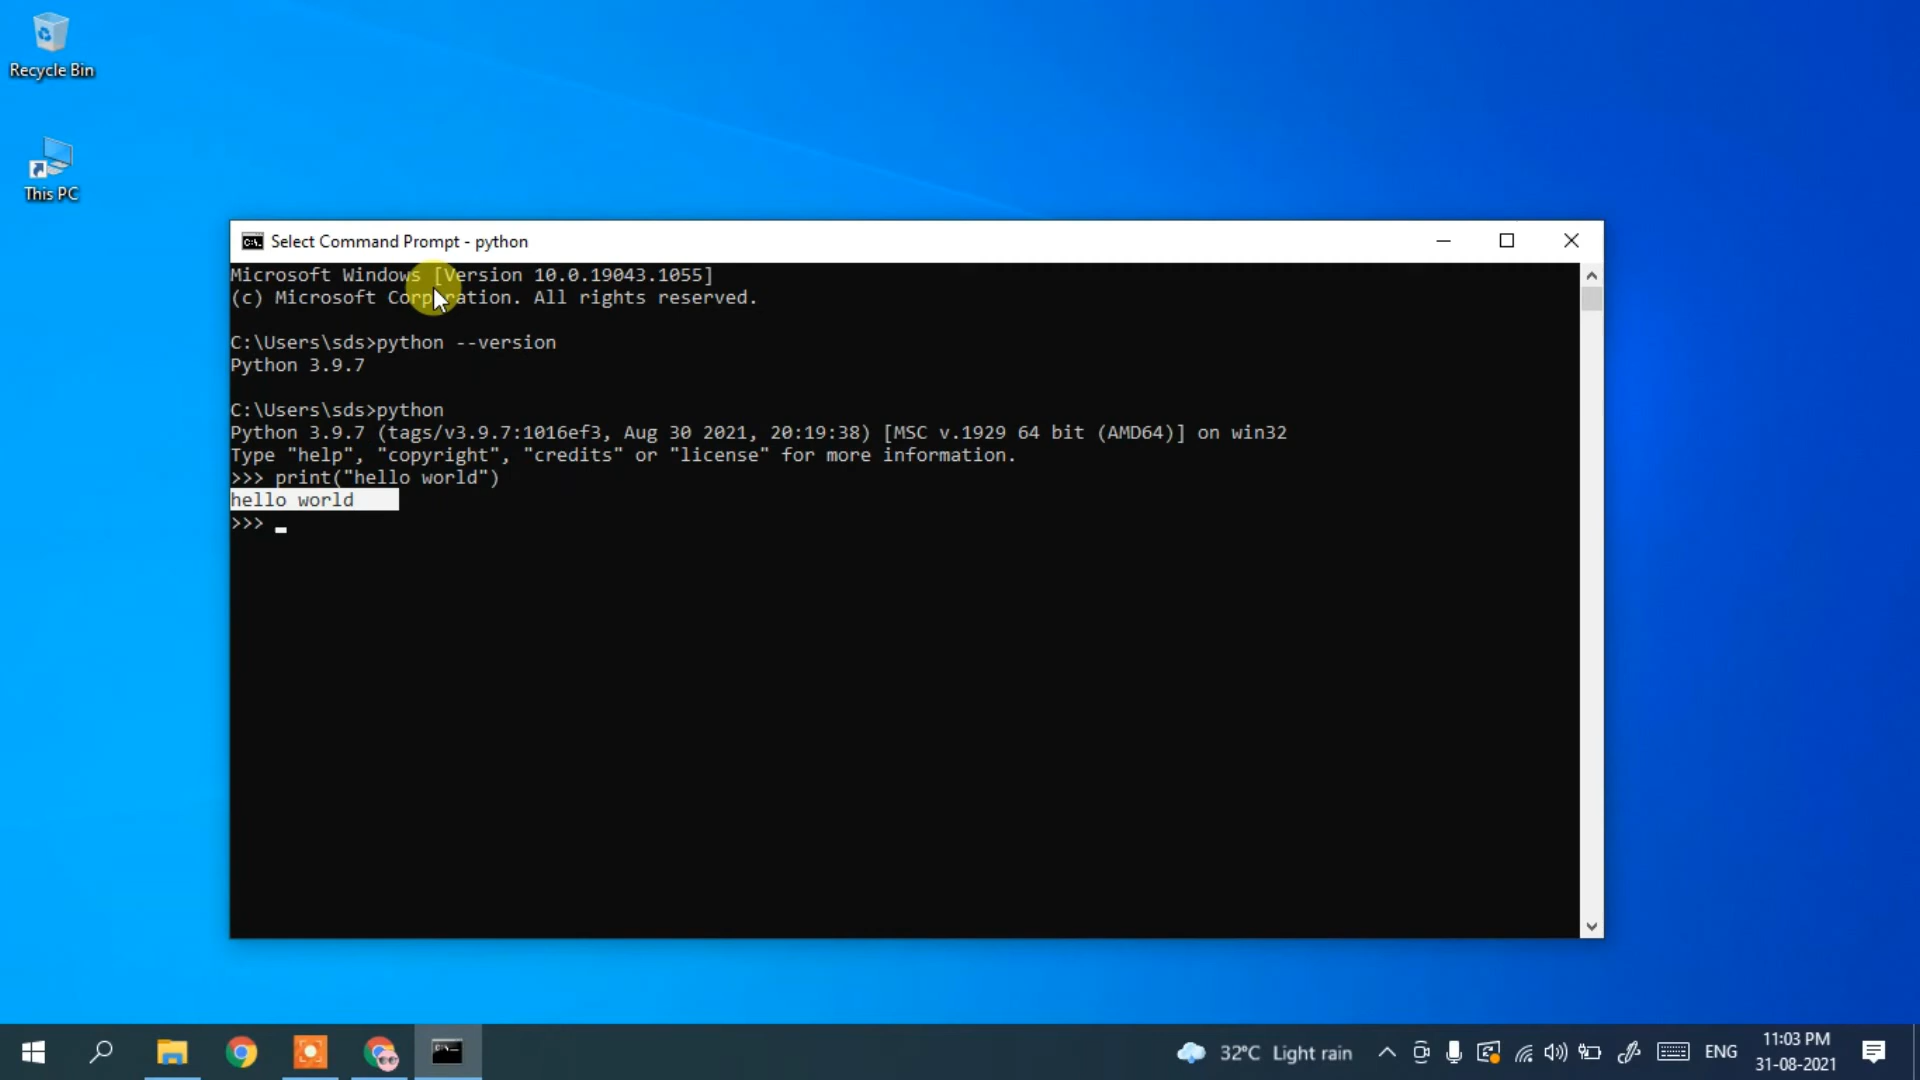 Recycle Bin
This PC
Select Command Prompt - python
Microsoft Windows [Version 10.0.19043.1055]
(c) Microsoft Corporation. All rights reserved.
C:\Users\sds>python --version
Python 3.9.7
C:\Users\sds>python
Python 3.9.7 (tags/v3.9.7:1016ef3, Aug 30 2021, 20:19:38) [MSC v.1929 64 bit (AMD64)] on win32
Type "help", "copyright", "credits" or "license" for more information.
>>> print("hello world")
hello world
>>> _
32°C Light rain
ENG
11:03 PM
31-08-2021